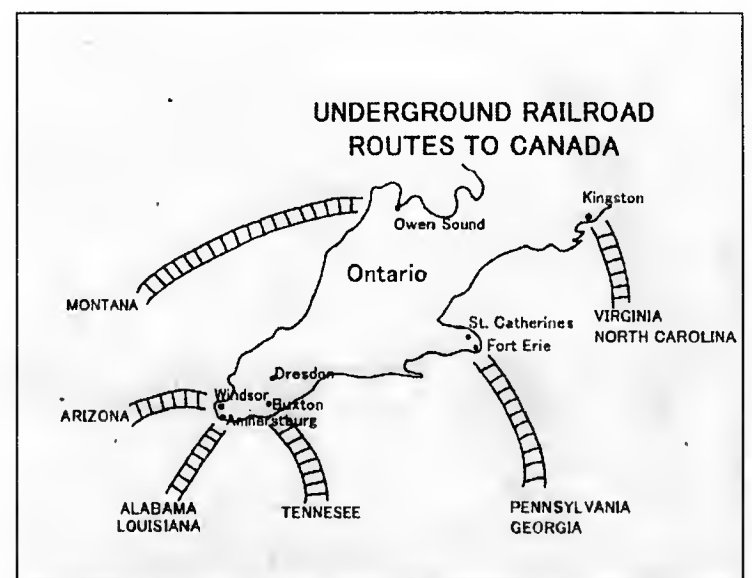 UNDERGROUND RAILROAD
ROUTES TO CANADA
Kingston
Owen Sound
Ontario
MONTANA
VIRGINIA
NORTH CAROLINA
St. Catherines
Fort Erie
Dresdon
Windsor
Buxton
ARIZONA
Amherstburg
ALABAMA
LOUISIANA
TENNESEE
PENNSYLVANIA
GEORGIA